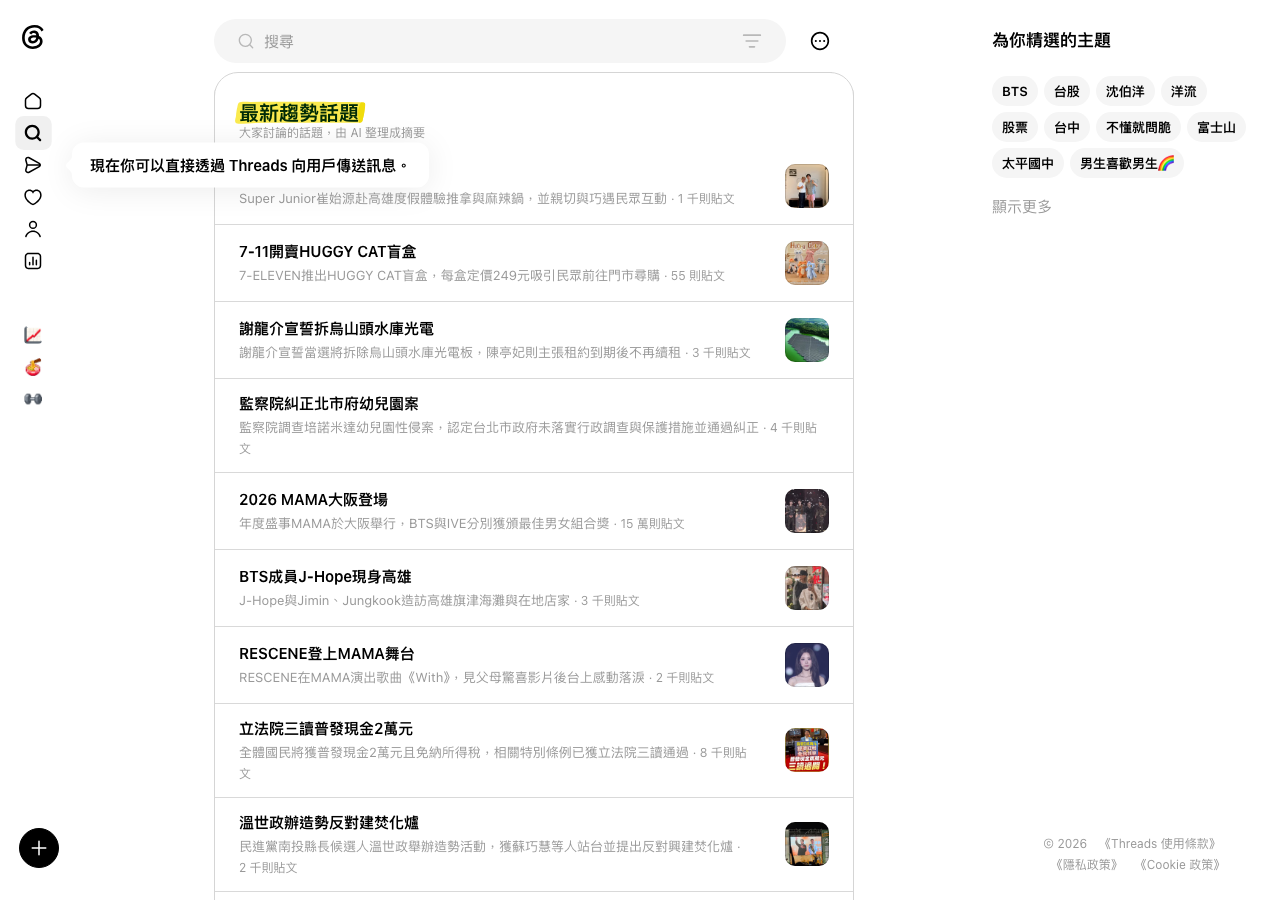 搜尋
最新趨勢話題
大家討論的話題，由 AI 整理成摘要
現在你可以直接透過 Threads 向用戶傳送訊息。
Super Junior崔始源赴高雄度假體驗推拿與麻辣鍋，並親切與巧遇民眾互動 · 1 千則貼文
7-11開賣HUGGY CAT盲盒
7-ELEVEN推出HUGGY CAT盲盒，每盒定價249元吸引民眾前往門市尋購 · 55 則貼文
謝龍介宣誓拆烏山頭水庫光電
謝龍介宣誓當選將拆除烏山頭水庫光電板，陳亭妃則主張租約到期後不再續租 · 3 千則貼文
監察院糾正北市府幼兒園案
監察院調查培諾米達幼兒園性侵案，認定台北市政府未落實行政調查與保護措施並通過糾正 · 4 千則貼
文
2026 MAMA大阪登場
年度盛事MAMA於大阪舉行，BTS與IVE分別獲頒最佳男女組合獎 · 15 萬則貼文
BTS成員J-Hope現身高雄
J-Hope與Jimin、Jungkook造訪高雄旗津海灘與在地店家 · 3 千則貼文
RESCENE登上MAMA舞台
RESCENE在MAMA演出歌曲《With》，見父母驚喜影片後台上感動落淚 · 2 千則貼文
立法院三讀普發現金2萬元
全體國民將獲普發現金2萬元且免納所得稅，相關特別條例已獲立法院三讀通過 · 8 千則貼
文
三讀過關！
溫世政辦造勢反對建焚化爐
民進黨南投縣長候選人溫世政舉辦造勢活動，獲蘇巧慧等人站台並提出反對興建焚化爐 ·
2 千則貼文
為你精選的主題
BTS 台股 沈伯洋 洋流
股票 台中 不懂就問脆 富士山
太平國中 男生喜歡男生🌈
顯示更多
© 2026 《Threads 使用條款》
《隱私政策》 《Cookie 政策》